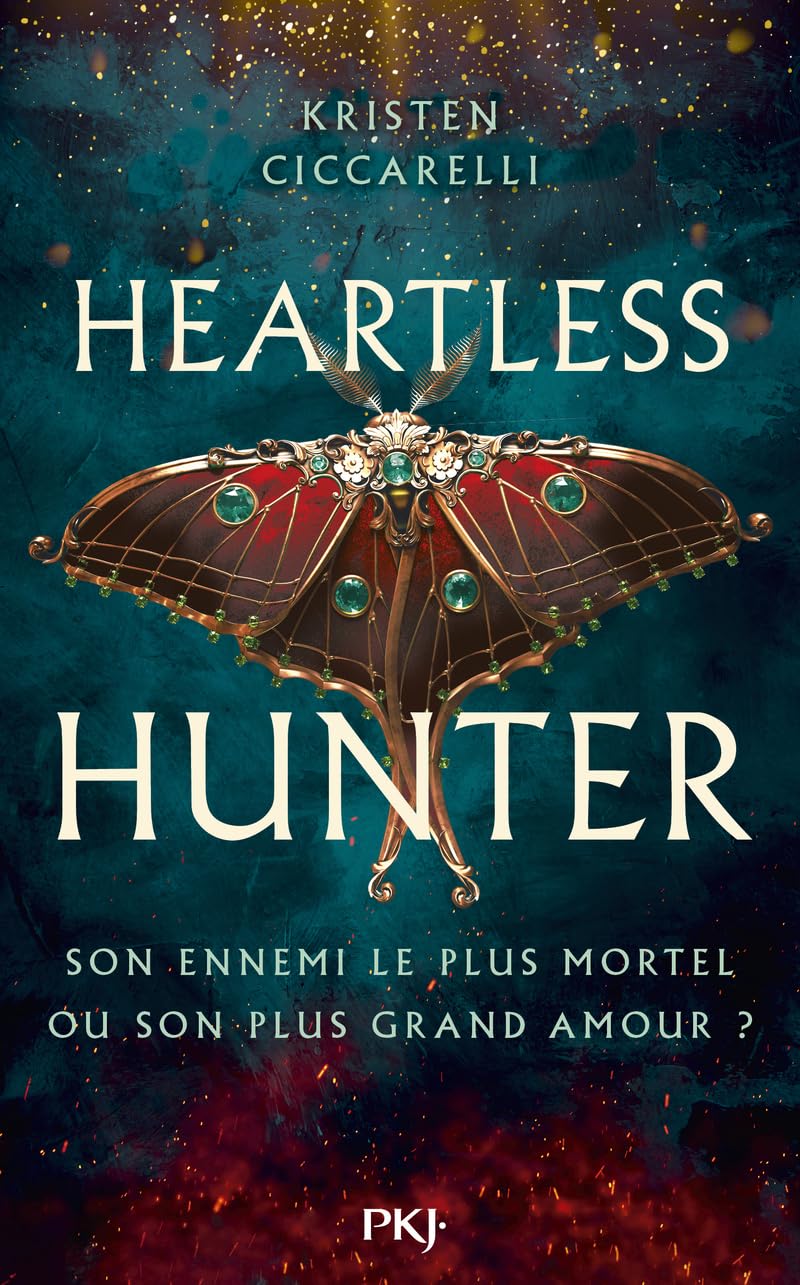 KRISTEN
CICCARELLI
HEARTLESS
HUNTER
SON ENNEMI LE PLUS MORTEL
OU SON PLUS GRAND AMOUR ?
PKJ.